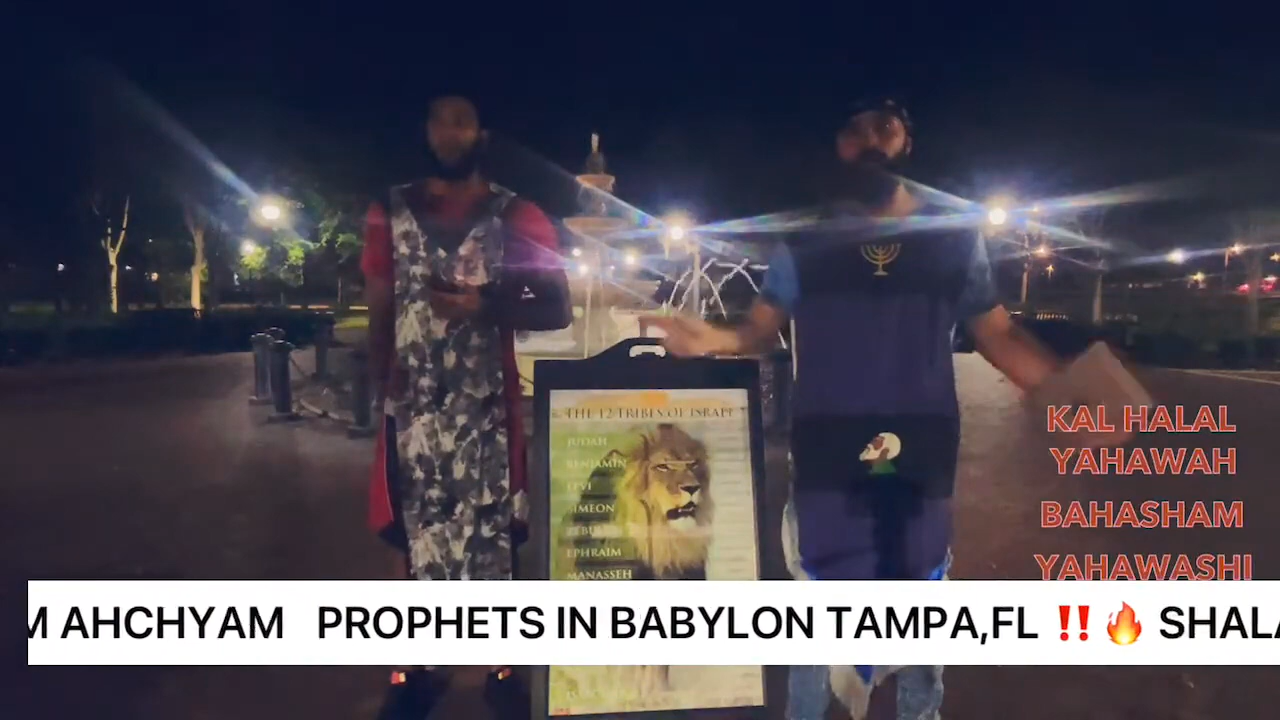 THE 12 TRIBES OF ISRAEL
JUDAH
BENJAMIN
LEVI
SIMEON
EPHRAIM
MANASSEH
KAL HALAL
YAHAWAH
BAHASHAM
YAHAWASHI
M AHCHYAM PROPHETS IN BABYLON TAMPA,FL ‼️🔥 SHALA